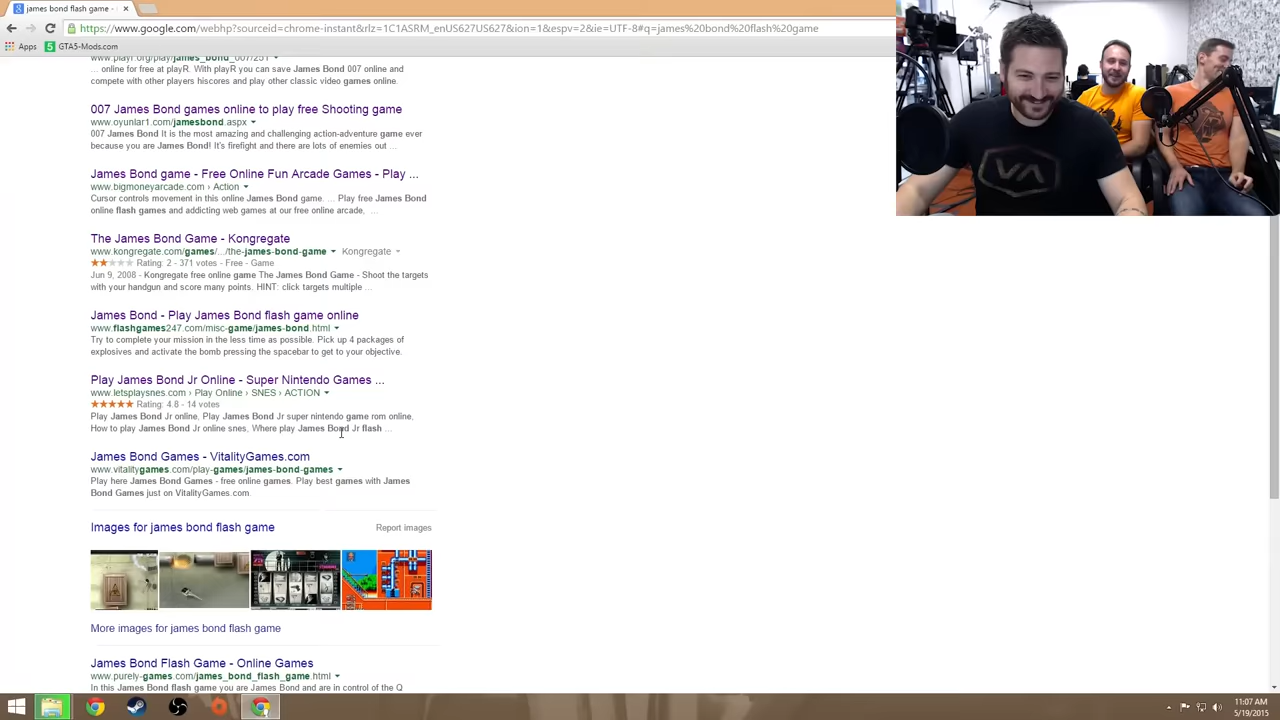 james bond flash game -
https://www.google.com/webhp?sourceid=chrome-instant&rlz=1C1ASRM_enUS627US627&ion=1&espv=2&ie=UTF-8#q=james%20bond%20flash%20game
Apps GTA5-Mods.com
www.playr.org/play/james_bond_007/251
... online for free at playR. With playR you can save James Bond 007 online and
compete with other players hiscores and play other classic video games online.
007 James Bond games online to play free Shooting game
www.oyunlar1.com/jamesbond.aspx
007 James Bond It is the most amazing and challenging action-adventure game ever
because you are James Bond! It's firefight and there are lots of enemies out ...
James Bond game - Free Online Fun Arcade Games - Play ...
www.bigmoneyarcade.com › Action
Cursor controls movement in this online James Bond game. ... Play free James Bond
online flash games and addicting web games at our free online arcade, ...
The James Bond Game - Kongregate
www.kongregate.com/games/.../the-james-bond-game Kongregate
Rating: 2 - 371 votes - Free - Game
Jun 9, 2008 - Kongregate free online game The James Bond Game - Shoot the targets
with your handgun and score many points. HINT: click targets multiple ...
James Bond - Play James Bond flash game online
www.flashgames247.com/misc-game/james-bond.html
Try to complete your mission in the less time as possible. Pick up 4 packages of
explosives and activate the bomb pressing the spacebar to get to your objective.
Play James Bond Jr Online - Super Nintendo Games ...
www.letsplaysnes.com › Play Online › SNES › ACTION
Rating: 4.8 - 14 votes
Play James Bond Jr online, Play James Bond Jr super nintendo game rom online,
How to play James Bond Jr online snes, Where play James Bond Jr flash ...
James Bond Games - VitalityGames.com
www.vitalitygames.com/play-games/james-bond-games
Play here James Bond Games - free online games. Play best games with James
Bond Games just on VitalityGames.com.
Images for james bond flash game Report images
More images for james bond flash game
James Bond Flash Game - Online Games
www.purely-games.com/james_bond_flash_game.html
In this James Bond flash game you are James Bond and are in control of the Q
11:07 AM
5/19/2015